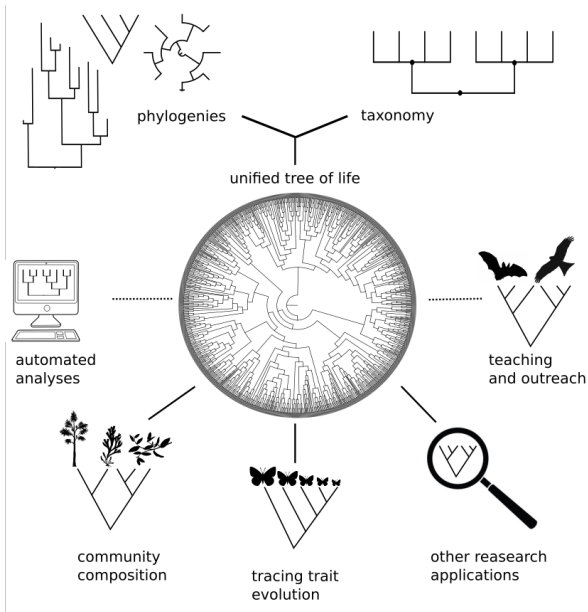 phylogenies
taxonomy
unified tree of life
automated
analyses
teaching
and outreach
community
composition
tracing trait
evolution
other reasearch
applications